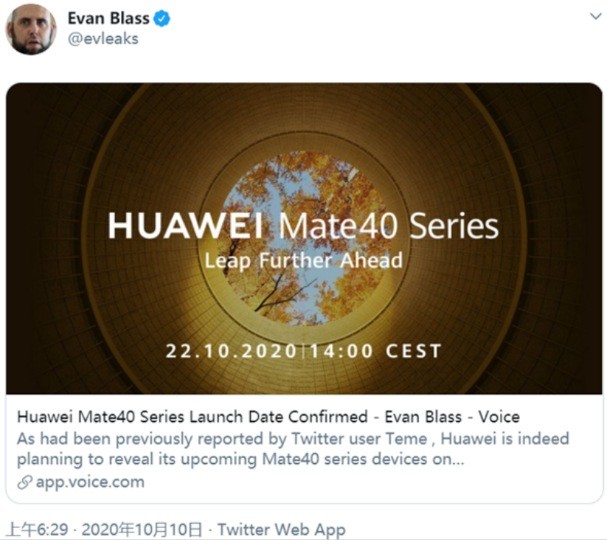 Evan Blass
@evleaks
HUAWEI Mate40 Series
Leap Further Ahead
22.10.2020 14:00 CEST
Huawei Mate40 Series Launch Date Confirmed - Evan Blass - Voice
As had been previously reported by Twitter user Teme , Huawei is indeed
planning to reveal its upcoming Mate40 series devices on...
app.voice.com
上午6:29 · 2020年10月10日 · Twitter Web App